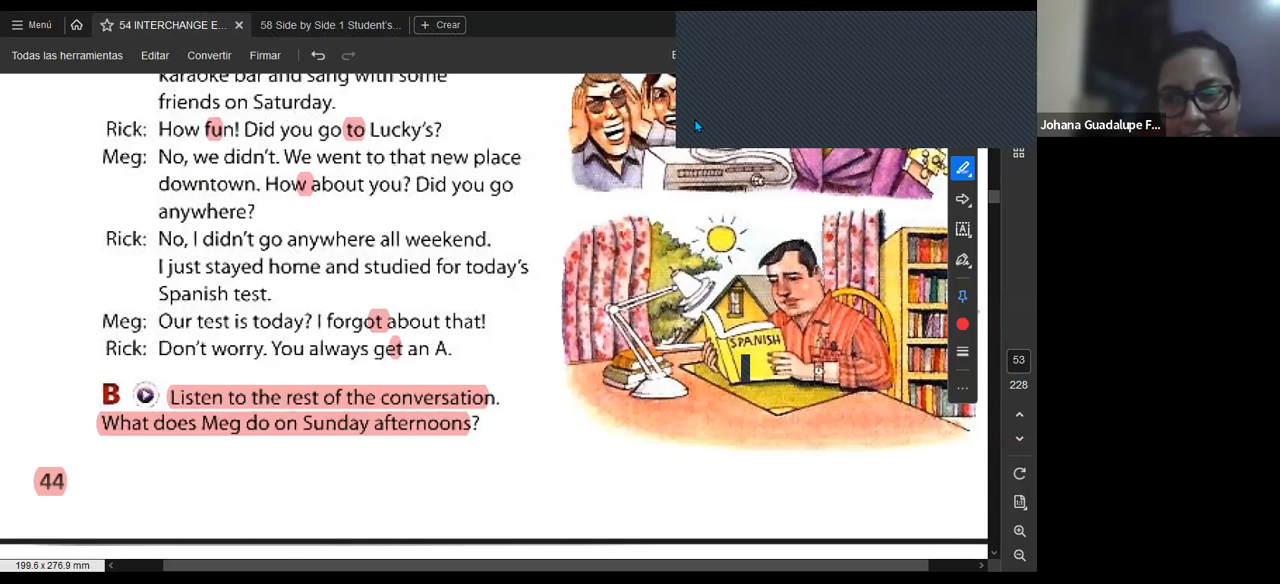 Menú
54 INTERCHANGE E...
58 Side by Side 1 Student's...
Crear
Todas las herramientas
Editar
Convertir
Firmar
E
karaoke bar and sang with some
friends on Saturday.
Rick: How fun! Did you go to Lucky's?
Meg: No, we didn't. We went to that new place
downtown. How about you? Did you go
anywhere?
Rick: No, I didn't go anywhere all weekend.
I just stayed home and studied for today's
Spanish test.
Meg: Our test is today? I forgot about that!
Rick: Don't worry. You always get an A.
B Listen to the rest of the conversation.
What does Meg do on Sunday afternoons?
44
SPANISH
53
228
199.6 x 276.9 mm
Johana Guadalupe F...